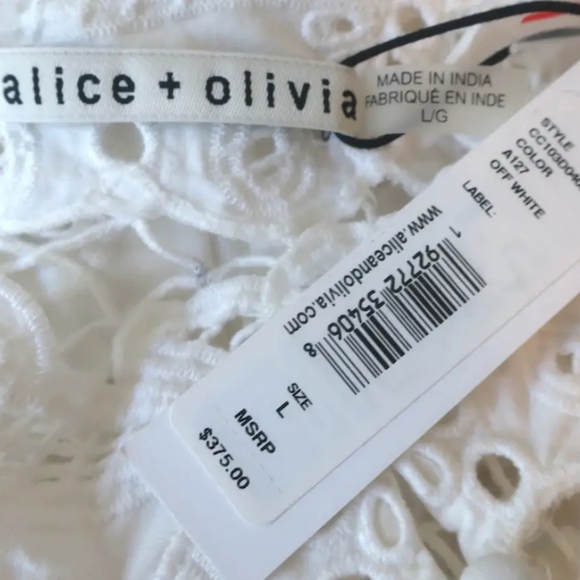 alice + olivia
MADE IN INDIA
FABRIQUÉ EN INDE
L/G
STYLE
COLOR
A127
OFF WHITE
LABEL:
www.aliceandolivia.com
1 92772 35406 8
SIZE
L
MSRP
$375.00